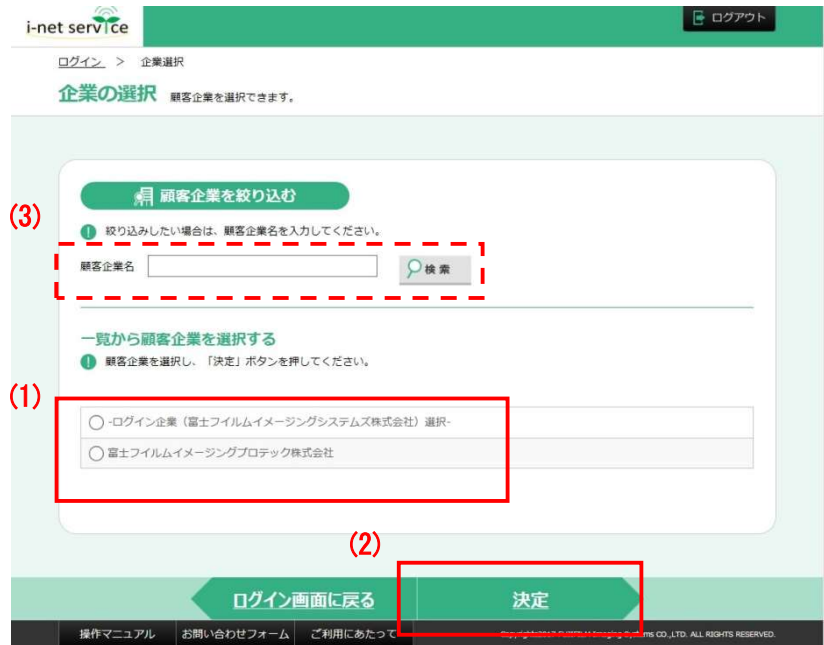 i-net service
ログアウト
ログイン > 企業選択
企業の選択 顧客企業を選択できます。
顧客企業を絞り込む
(3)
絞り込みしたい場合は、顧客企業名を入力してください。
顧客企業名 検索
一覧から顧客企業を選択する
顧客企業を選択し、「決定」ボタンを押してください。
(1)
-ログイン企業（富士フイルムイメージングシステムズ株式会社）選択-
富士フイルムイメージングプロテック株式会社
(2)
ログイン画面に戻る 決定
操作マニュアル お問い合わせフォーム ご利用にあたって CO.,LTD. ALL RIGHTS RESERVED.